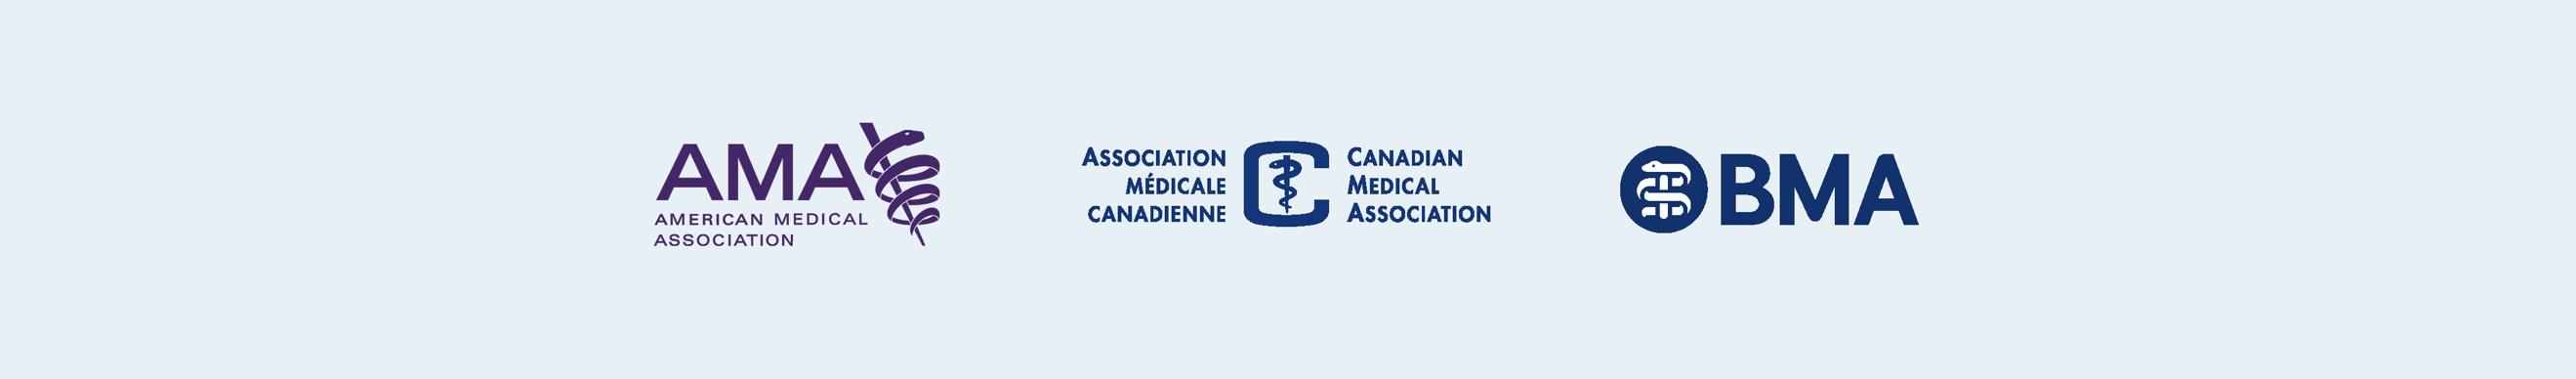 AMA
AMERICAN MEDICAL
ASSOCIATION
ASSOCIATION
MÉDICALE
CANADIENNE
CANADIAN
MEDICAL
ASSOCIATION
BMA